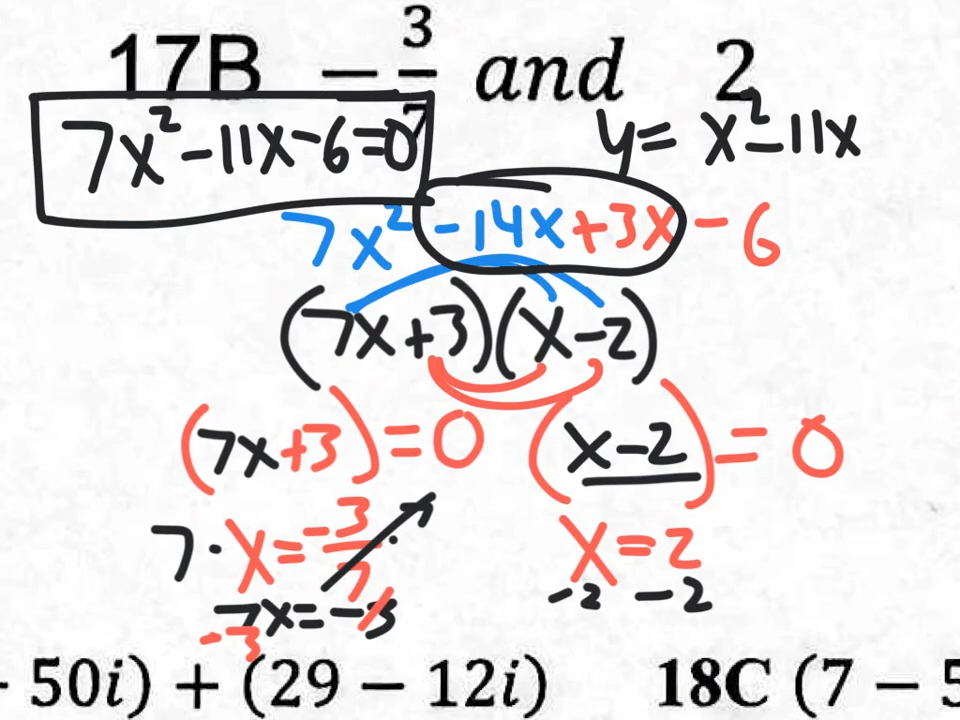 17B −3/7 and 2
7x²-11x-6=0 y= x²-11x
7x²-14x+3x-6
(7x+3)(x-2)
(7x+3)=0 (x-2)=0
7·x=-3/7 x=2
7x=-3 -2 -2
-3
50i) + (29 − 12i) 18C (7 − 5